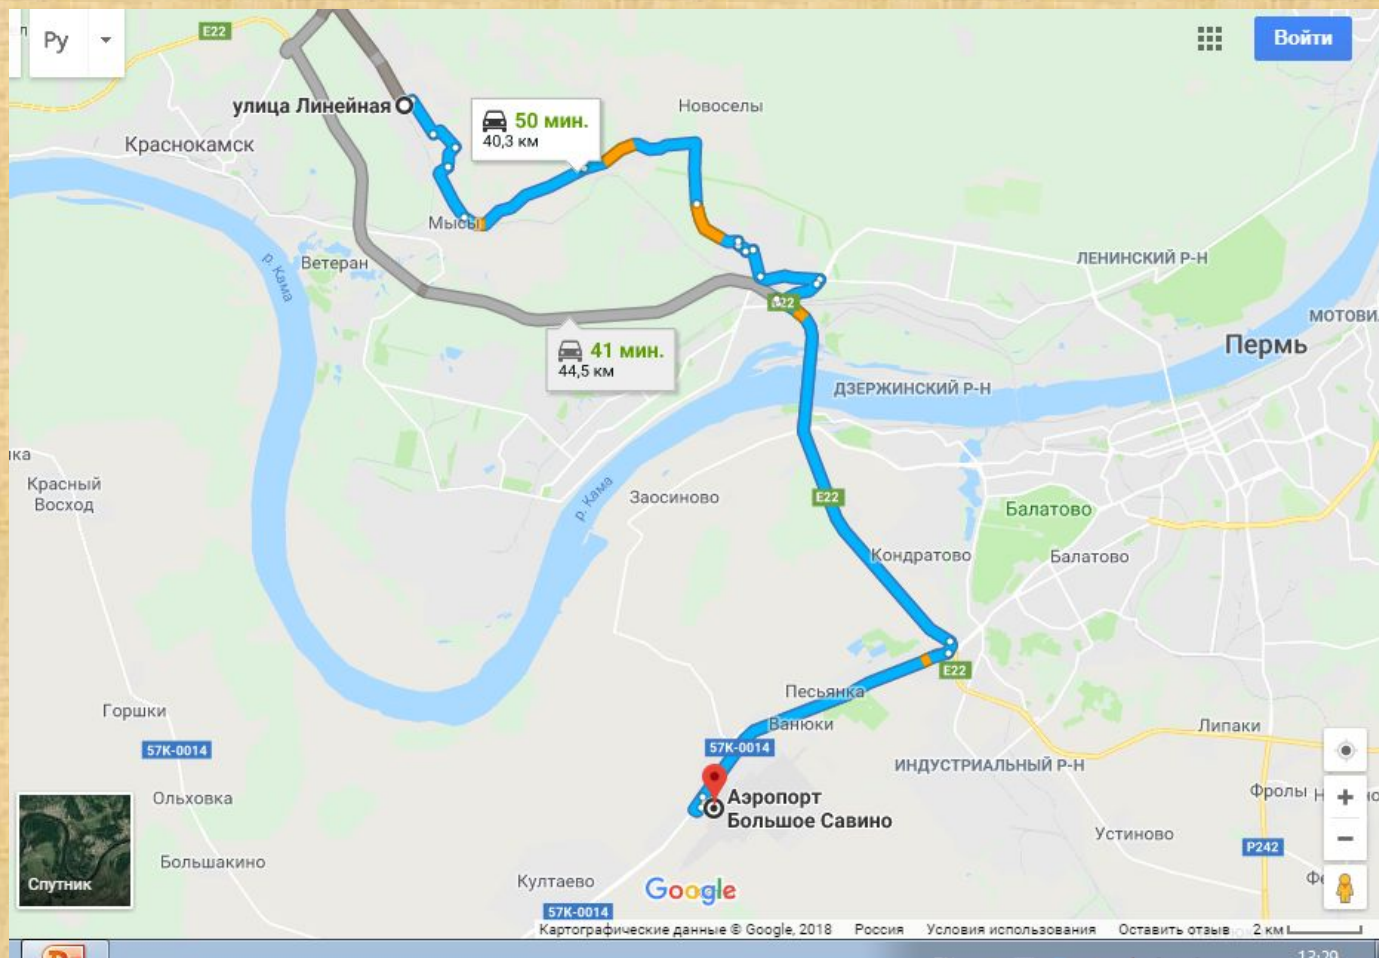 Ру
E22
Войти
улица Линейная
50 мин.
40,3 км
Новоселы
Краснокамск
Мысы
р. Кама
Ветеран
ЛЕНИНСКИЙ Р-Н
E22
МОТОВИ
41 мин.
44,5 км
Пермь
ДЗЕРЖИНСКИЙ Р-Н
Красный
Восход
р. Кама
Заосиново
E22
Балатово
Кондратово
Балатово
E22
Песьянка
Горшки
Ванюки
Липаки
57К-0014
57К-0014
ИНДУСТРИАЛЬНЫЙ Р-Н
Ольховка
Аэропорт
Большое Савино
Фролы
Устиново
Большакино
P242
Спутник
Култаево
Google
57К-0014
Картографические данные © Google, 2018 Россия Условия использования Оставить отзыв 2 км